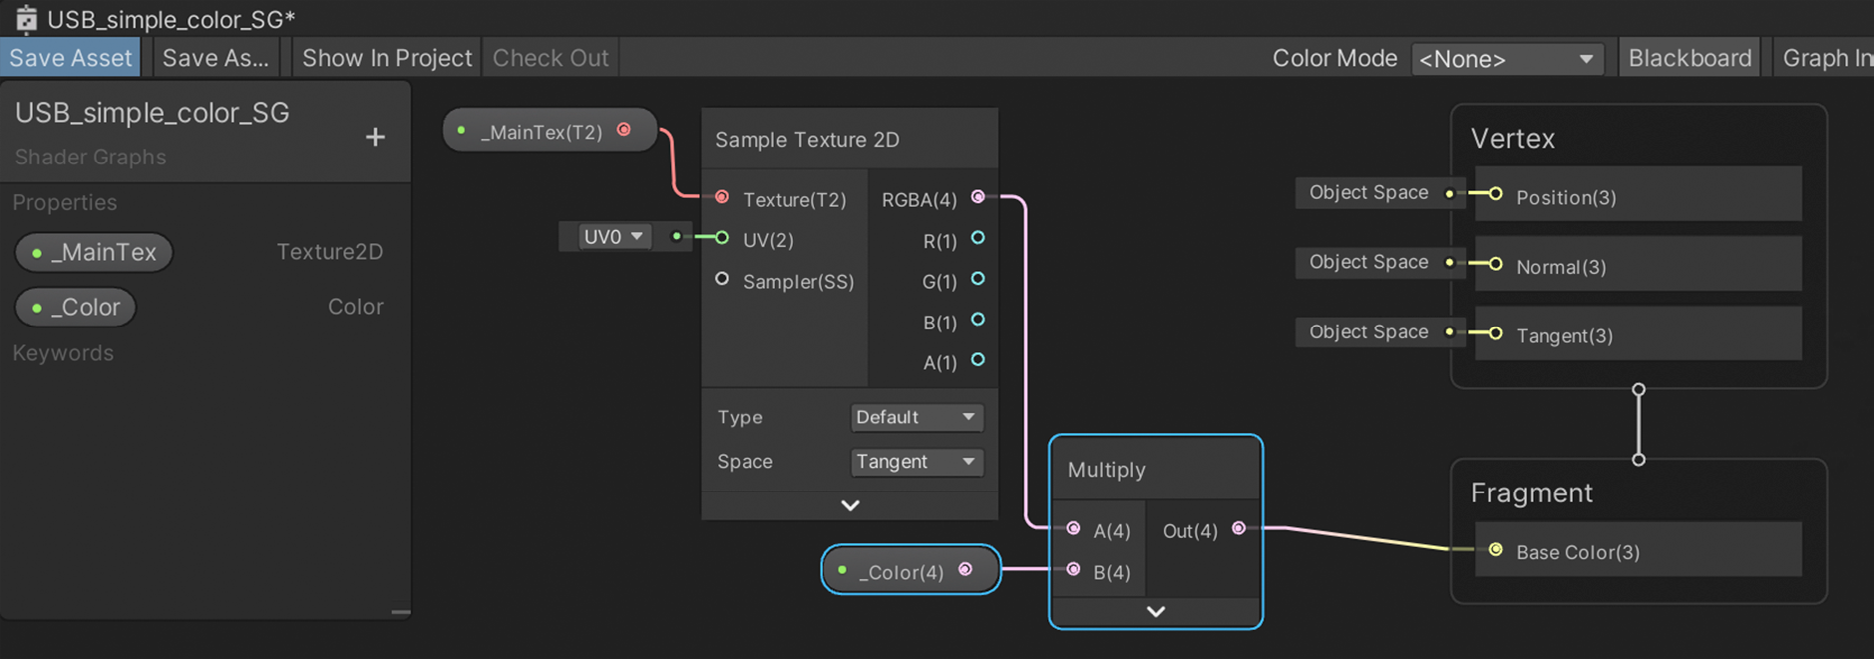 USB_simple_color_SG*
Save Asset Save As... Show In Project Check Out Color Mode <None> Blackboard Graph In
USB_simple_color_SG
Shader Graphs
+
Properties
_MainTex Texture2D
_Color Color
Keywords
_MainTex(T2)
UV0
Sample Texture 2D
Texture(T2) RGBA(4)
UV(2) R(1)
Sampler(SS) G(1)
B(1)
A(1)
Type Default
Space Tangent
_Color(4)
Multiply
A(4) Out(4)
B(4)
Vertex
Object Space Position(3)
Object Space Normal(3)
Object Space Tangent(3)
Fragment
Base Color(3)